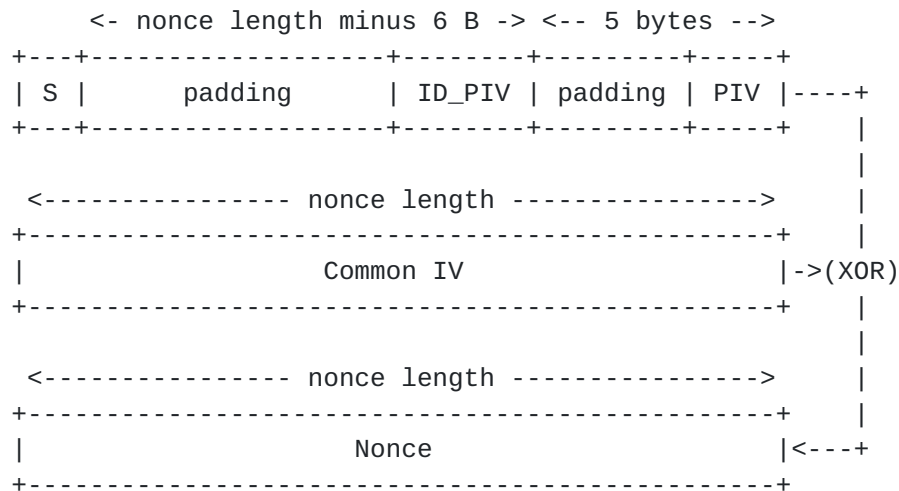 <- nonce length minus 6 B -> <-- 5 bytes -->
+---+-------------------+--------+---------+-----+
| S |      padding      | ID_PIV | padding | PIV |----+
+---+-------------------+--------+---------+-----+    |
                                                      |
 <---------------- nonce length ---------------->     |
+------------------------------------------------+    |
|                   Common IV                    |->(XOR)
+------------------------------------------------+    |
                                                      |
 <---------------- nonce length ---------------->     |
+------------------------------------------------+    |
|                     Nonce                      |<---+
+------------------------------------------------+